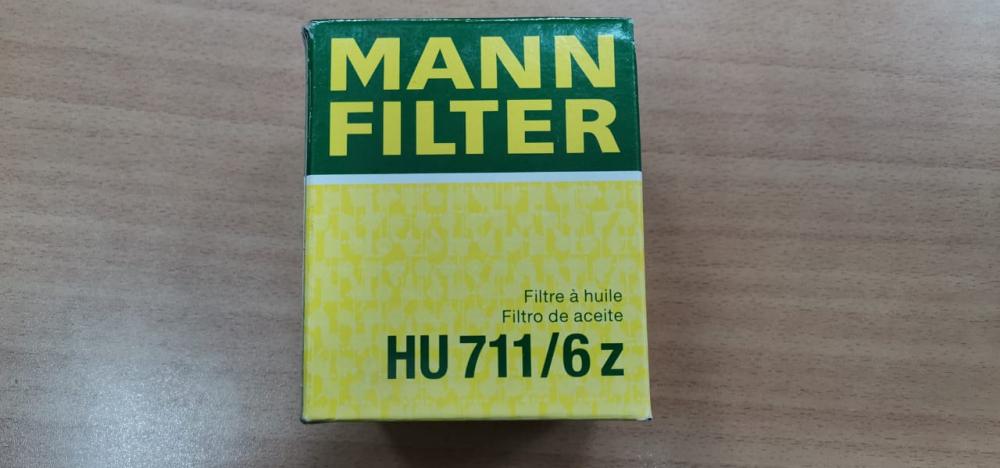 MANN
FILTER
Filtre à huile
Filtro de aceite
HU 711/6 z